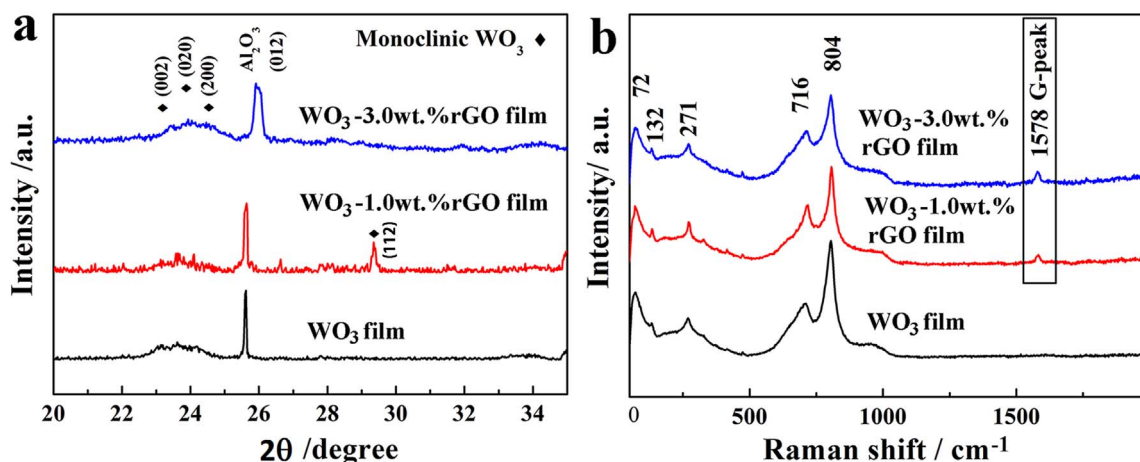 a
Monoclinic WO₃ ♦
♦ (002)
♦ (020)
♦ (200)
Al₂O₃
(012)
WO₃-3.0wt.%rGO film
WO₃-1.0wt.%rGO film
♦
(112)
WO₃ film
Intensity /a.u.
20 22 24 26 28 30 32 34
2θ /degree
b
72
132
271
716
804
1578 G-peak
WO₃-3.0wt.%
rGO film
WO₃-1.0wt.%
rGO film
WO₃ film
Intensity/ a.u.
0 500 1000 1500
Raman shift / cm⁻¹